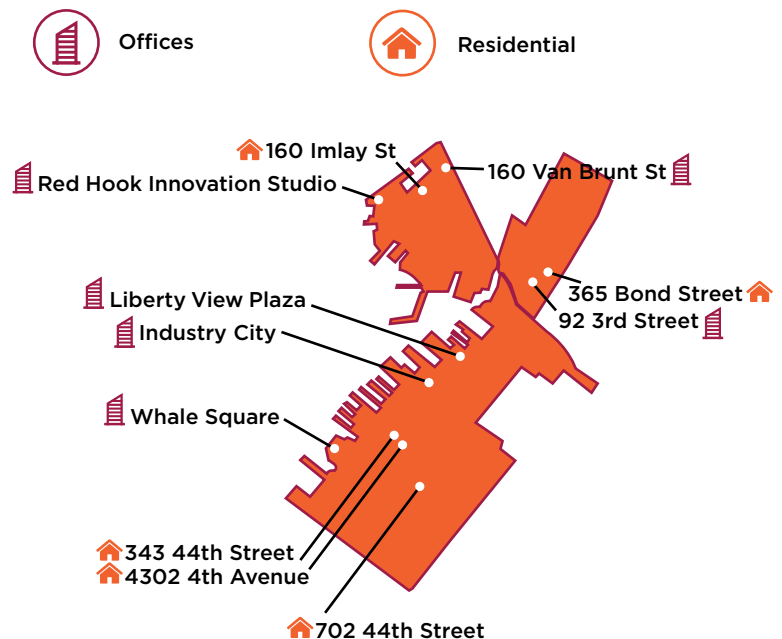 Offices
Residential
160 Imlay St
160 Van Brunt St
Red Hook Innovation Studio
365 Bond Street
92 3rd Street
Liberty View Plaza
Industry City
Whale Square
343 44th Street
4302 4th Avenue
702 44th Street